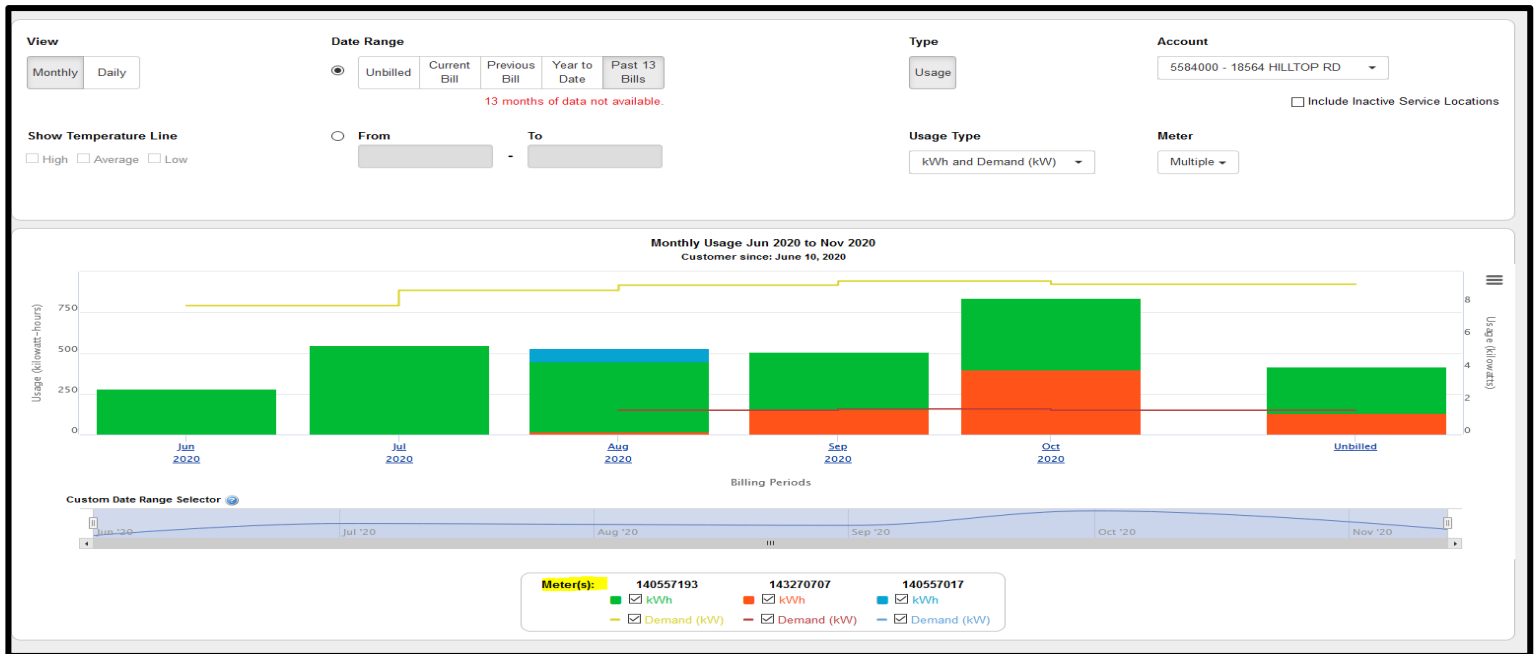 View
Date Range
Type
Account
Monthly
Daily
Unbilled
Current Bill
Previous Bill
Year to Date
Past 13 Bills
Usage
5584000 - 18564 HILLTOP RD
13 months of data not available.
Include Inactive Service Locations
Show Temperature Line
From
To
Usage Type
Meter
High
Average
Low
-
kWh and Demand (kW)
Multiple
Monthly Usage Jun 2020 to Nov 2020
Customer since: June 10, 2020
Usage (kilowatt-hours)
750
500
250
0
8
6
4
2
0
Usage (kilowatts)
Jun 2020
Jul 2020
Aug 2020
Sep 2020
Oct 2020
Unbilled
Billing Periods
Custom Date Range Selector
Jun '20
Jul '20
Aug '20
Sep '20
Oct '20
Nov '20
Meter(s): 140557193 143270707 140557017
kWh kWh kWh
Demand (kW) Demand (kW) Demand (kW)